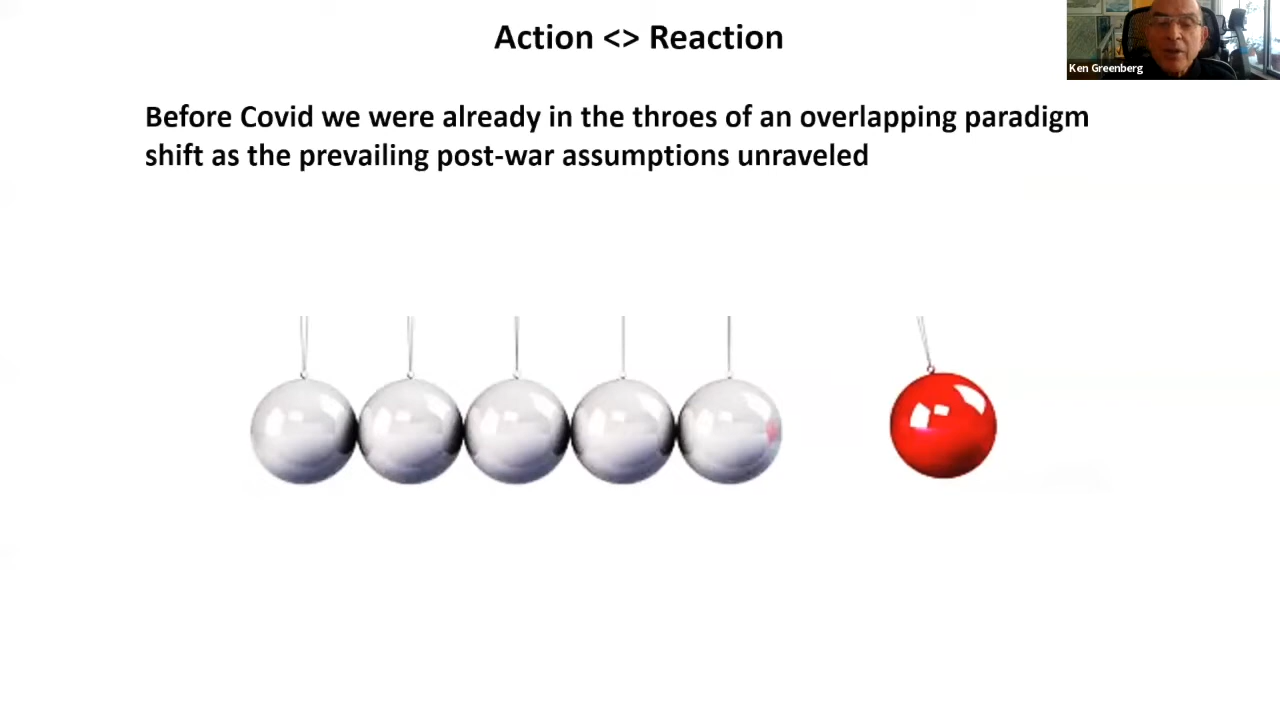 Action <> Reaction
Ken Greenberg
Before Covid we were already in the throes of an overlapping paradigm
shift as the prevailing post-war assumptions unraveled